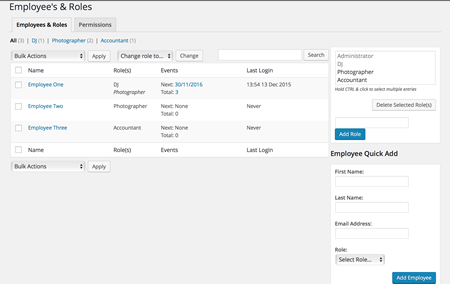 Employee's & Roles
Employees & Roles Permissions
All (3) | DJ (1) | Photographer (2) | Accountant (1)
Bulk Actions Apply Change role to... Change Search
Name Role(s) Events Last Login
Employee One DJ Next: 30/11/2016 13:54 13 Dec 2015
Photographer Total: 3
Employee Two Photographer Next: None Never
Total: 0
Employee Three Accountant Next: None Never
Total: 0
Name Role(s) Events Last Login
Bulk Actions Apply
Administrator
DJ
Photographer
Accountant
Hold CTRL & click to select multiple entries
Delete Selected Role(s)
Add Role
Employee Quick Add
First Name:
Last Name:
Email Address:
Role:
Select Role...
Add Employee